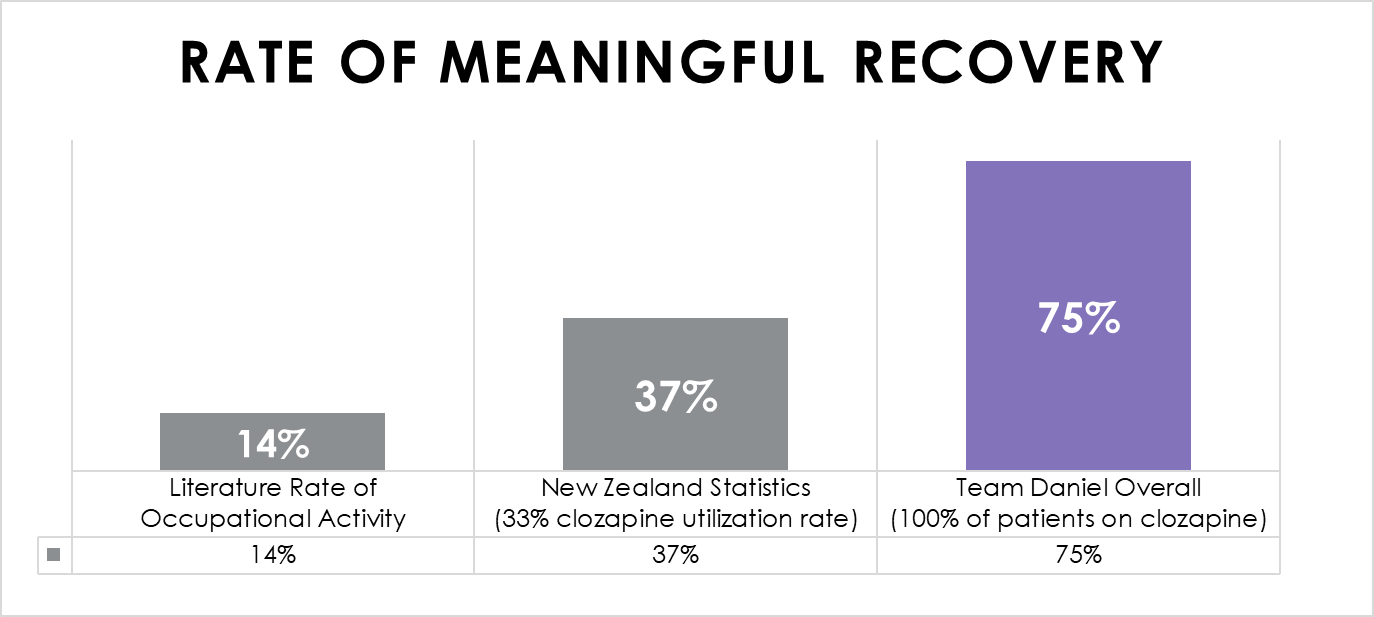 RATE OF MEANINGFUL RECOVERY
14%
37%
75%
Literature Rate of
Occupational Activity
New Zealand Statistics
(33% clozapine utilization rate)
Team Daniel Overall
(100% of patients on clozapine)
14%
37%
75%